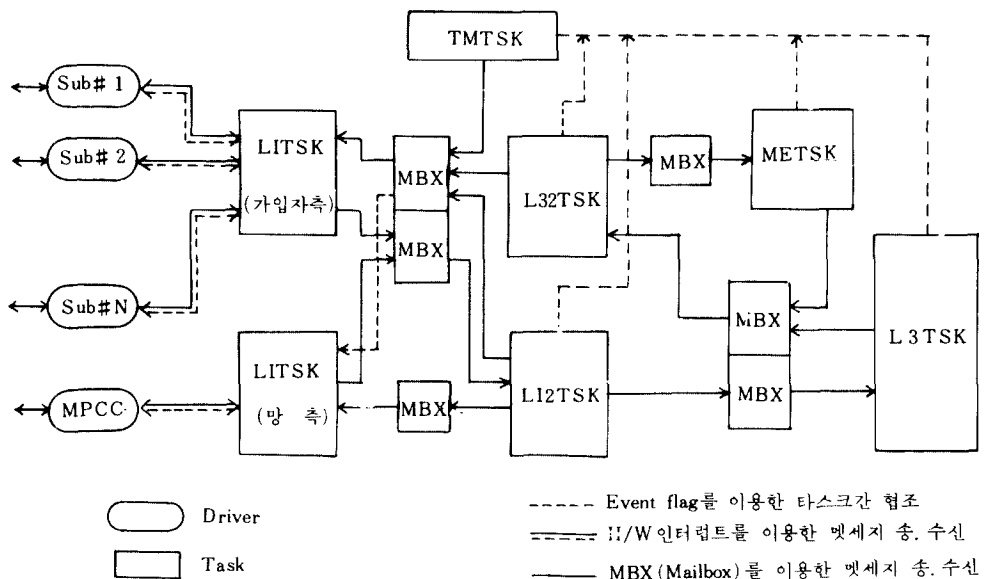 TMTSK
Sub# 1
Sub# 2
Sub#N
MPCC
LITSK
(가입자측)
LITSK
(망 측)
MBX
MBX
MBX
L32TSK
LI2TSK
MBX
METSK
MBX
MBX
L3TSK
Driver
Task
Event flag를 이용한 타스크간 협조
H/W인터럽트를 이용한 멧세지 송. 수신
MBX(Mailbox)를 이용한 멧세지 송. 수신